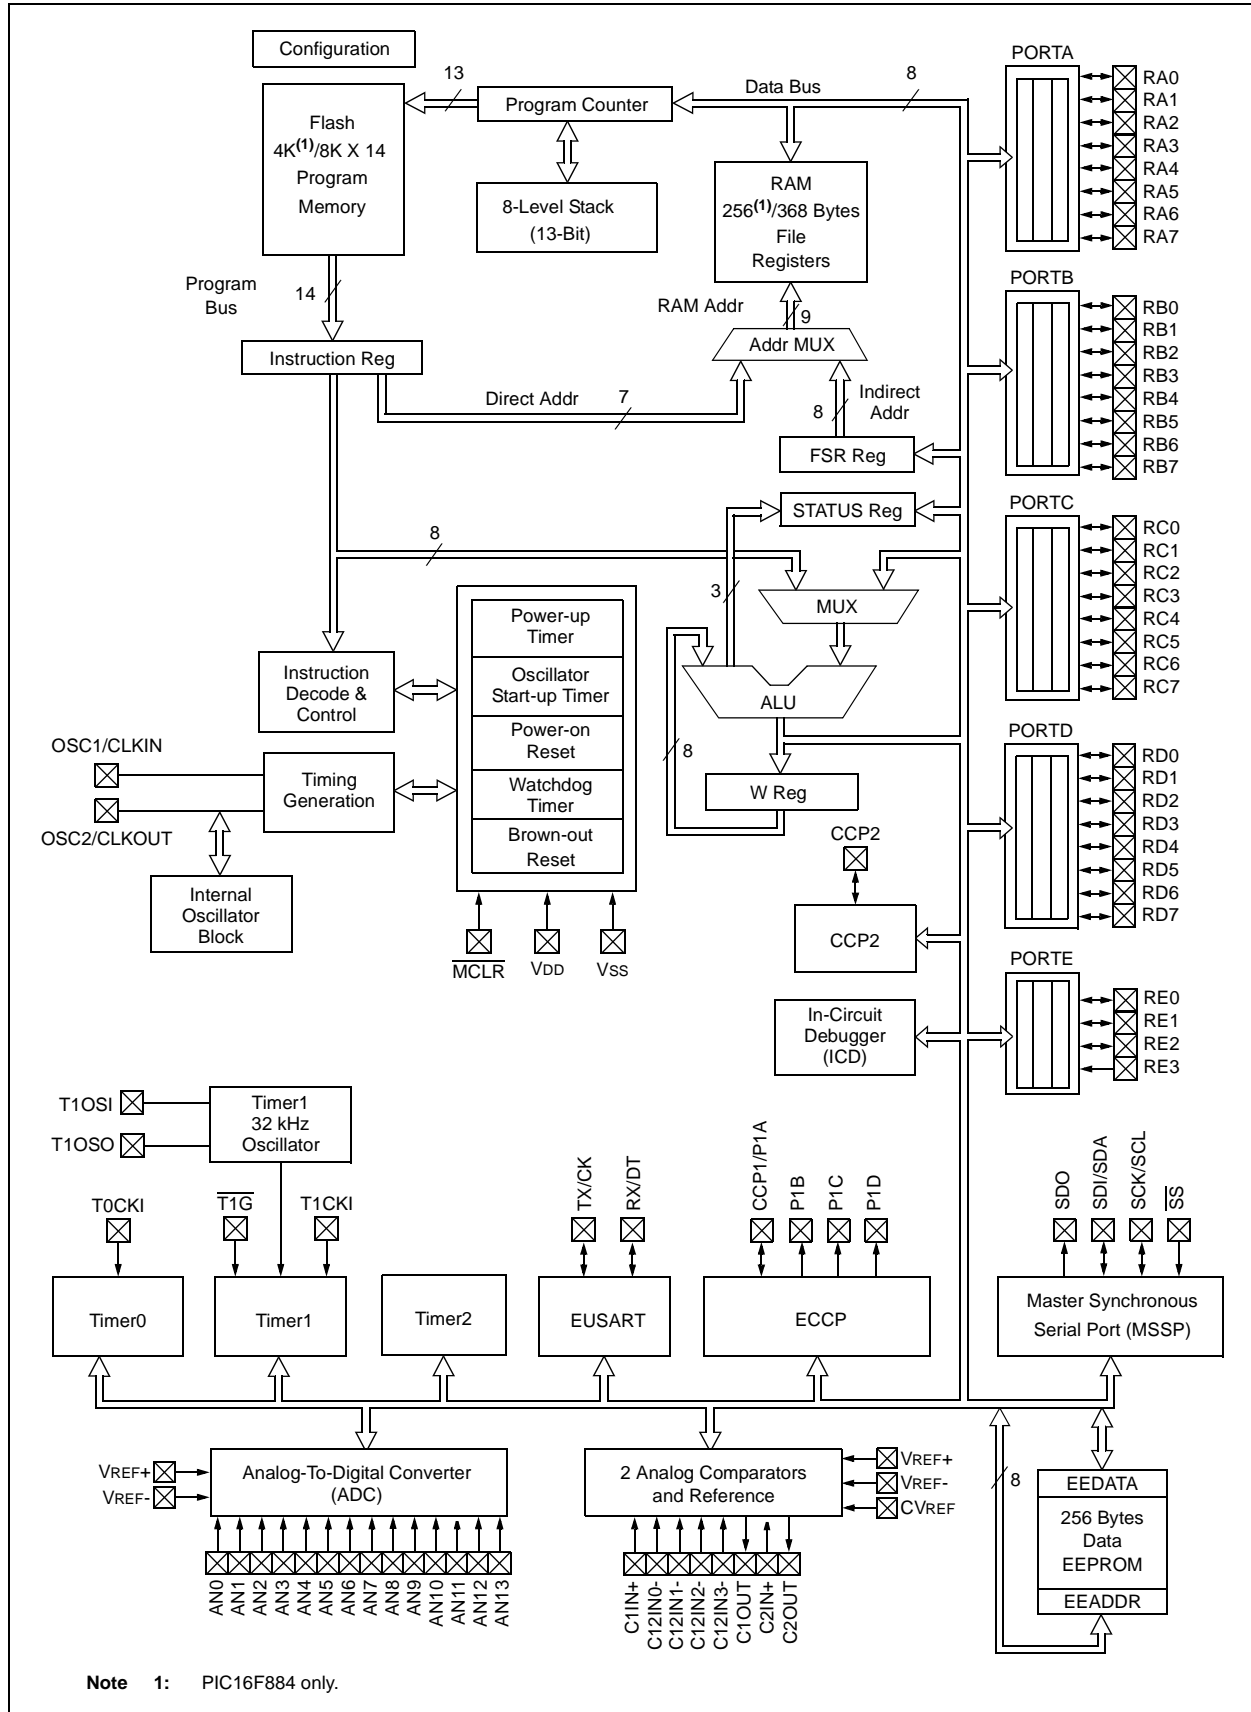 Configuration
13
Program Counter
Data Bus
8
Flash
4K(1)/8K X 14
Program
Memory
8-Level Stack
(13-Bit)
RAM
256(1)/368 Bytes
File
Registers
Program
Bus
14
RAM Addr
9
Addr MUX
Instruction Reg
Direct Addr
7
8
Indirect
Addr
FSR Reg
STATUS Reg
8
3
MUX
ALU
8
W Reg
Power-up
Timer
Oscillator
Start-up Timer
Power-on
Reset
Watchdog
Timer
Brown-out
Reset
Instruction
Decode &
Control
OSC1/CLKIN
Timing
Generation
OSC2/CLKOUT
Internal
Oscillator
Block
MCLR
VDD
VSS
CCP2
CCP2
In-Circuit
Debugger
(ICD)
PORTA
RA0
RA1
RA2
RA3
RA4
RA5
RA6
RA7
PORTB
RB0
RB1
RB2
RB3
RB4
RB5
RB6
RB7
PORTC
RC0
RC1
RC2
RC3
RC4
RC5
RC6
RC7
PORTD
RD0
RD1
RD2
RD3
RD4
RD5
RD6
RD7
PORTE
RE0
RE1
RE2
RE3
T1OSI
T1OSO
Timer1
32 kHz
Oscillator
T0CKI
T1G
T1CKI
TX/CK
RX/DT
CCP1/P1A
P1B
P1C
P1D
SDO
SDI/SDA
SCK/SCL
SS
Timer0
Timer1
Timer2
EUSART
ECCP
Master Synchronous
Serial Port (MSSP)
VREF+
VREF-
Analog-To-Digital Converter
(ADC)
2 Analog Comparators
and Reference
VREF+
VREF-
CVREF
8
EEDATA
256 Bytes
Data
EEPROM
EEADDR
AN0
AN1
AN2
AN3
AN4
AN5
AN6
AN7
AN8
AN9
AN10
AN11
AN12
AN13
C1IN+
C12IN0-
C12IN1-
C12IN2-
C12IN3-
C1OUT
C2IN+
C2OUT
Note 1: PIC16F884 only.